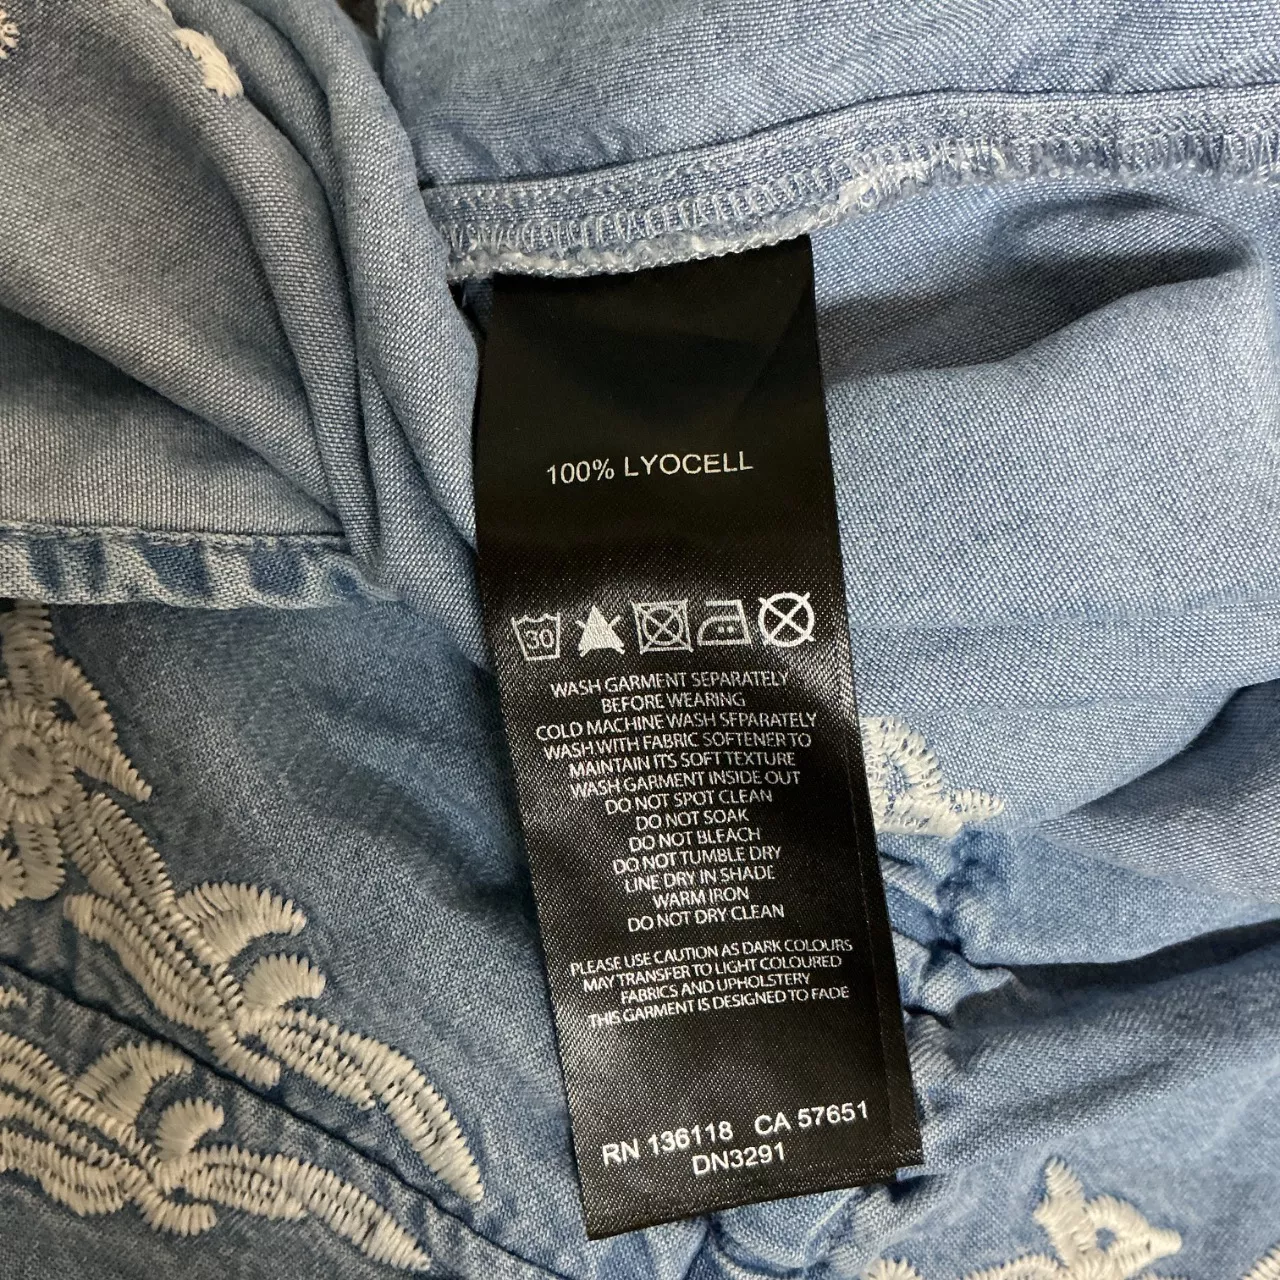 100% LYOCELL
30
WASH GARMENT SEPARATELY
BEFORE WEARING
COLD MACHINE WASH SEPARATELY
WASH WITH FABRIC SOFTENER TO
MAINTAIN ITS SOFT TEXTURE
WASH GARMENT INSIDE OUT
DO NOT SPOT CLEAN
DO NOT SOAK
DO NOT BLEACH
DO NOT TUMBLE DRY
LINE DRY IN SHADE
WARM IRON
DO NOT DRY CLEAN
PLEASE USE CAUTION AS DARK COLOURS
MAY TRANSFER TO LIGHT COLOURED
FABRICS AND UPHOLSTERY
THIS GARMENT IS DESIGNED TO FADE
RN 136118 CA 57651
DN3291